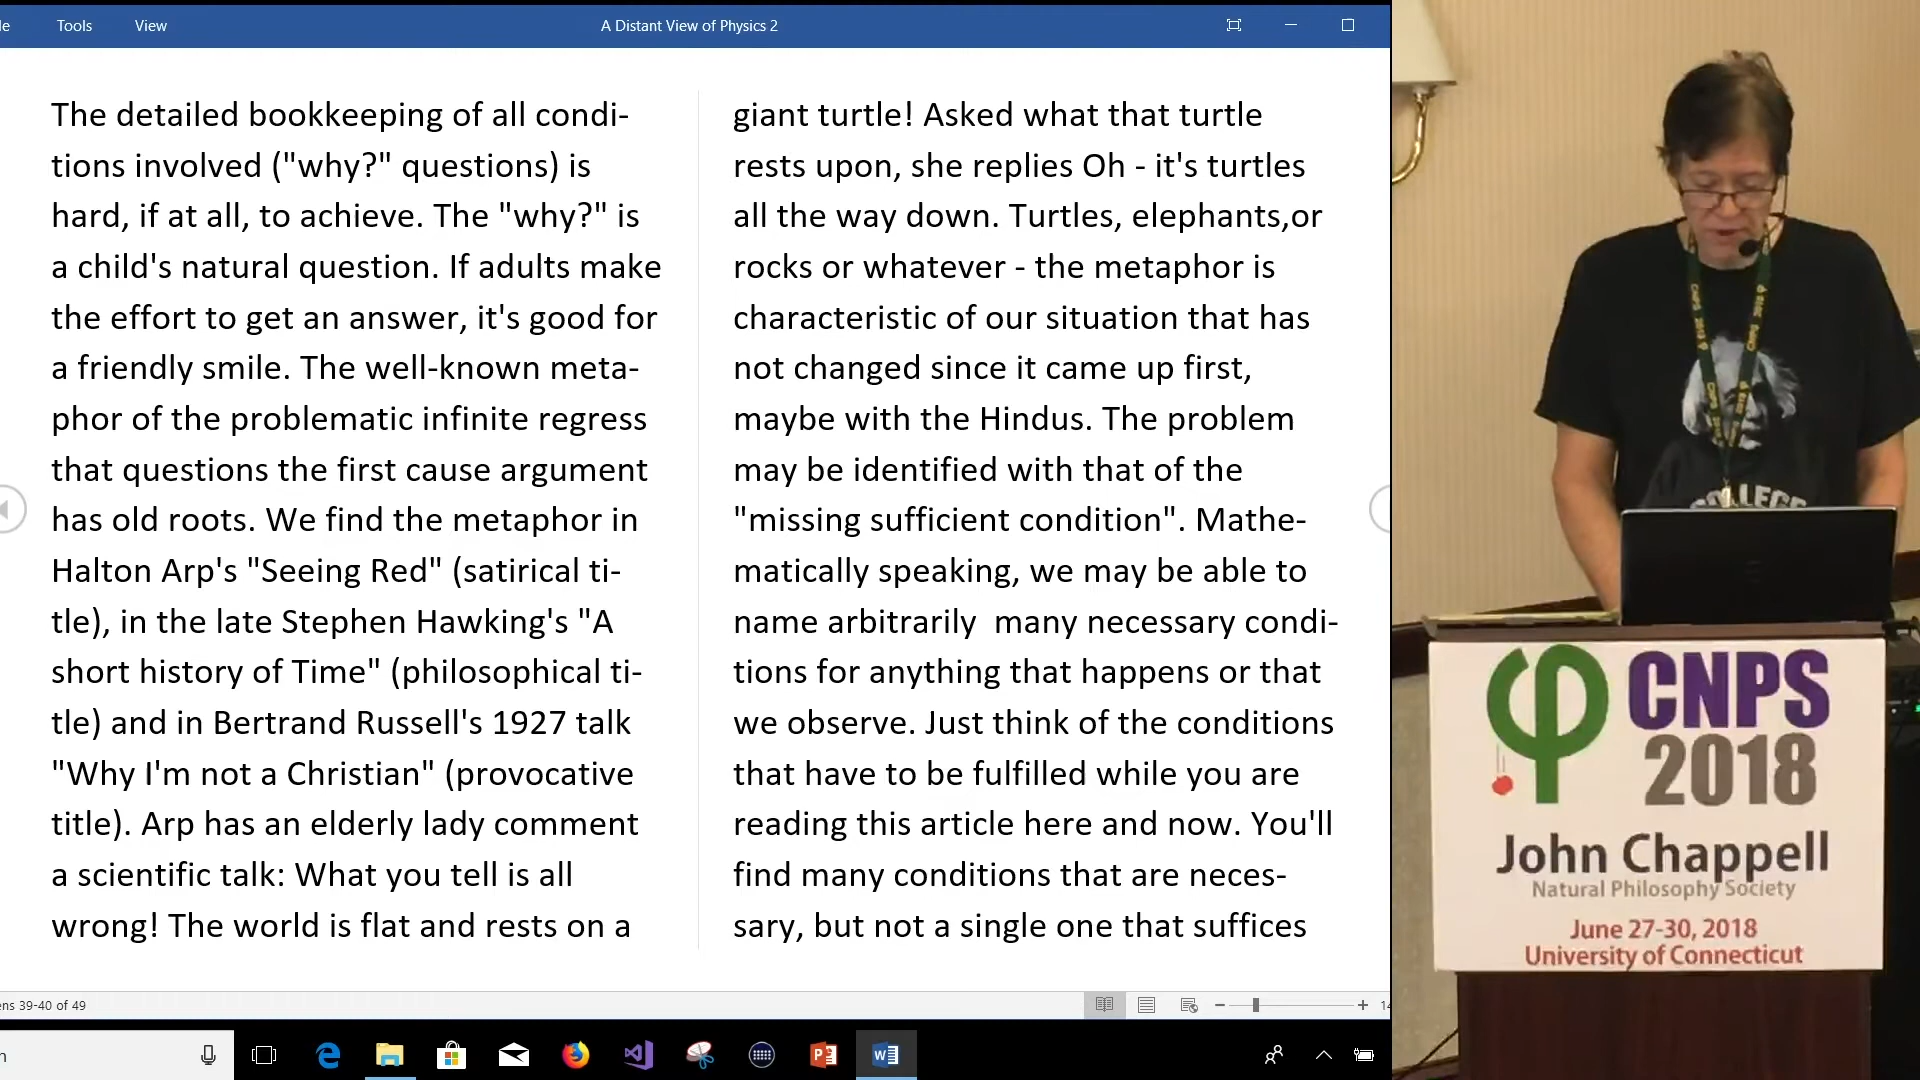 Tools View A Distant View of Physics 2
The detailed bookkeeping of all condi-
tions involved ("why?" questions) is
hard, if at all, to achieve. The "why?" is
a child's natural question. If adults make
the effort to get an answer, it's good for
a friendly smile. The well-known meta-
phor of the problematic infinite regress
that questions the first cause argument
has old roots. We find the metaphor in
Halton Arp's "Seeing Red" (satirical ti-
tle), in the late Stephen Hawking's "A
short history of Time" (philosophical ti-
tle) and in Bertrand Russell's 1927 talk
"Why I'm not a Christian" (provocative
title). Arp has an elderly lady comment
a scientific talk: What you tell is all
wrong! The world is flat and rests on a
giant turtle! Asked what that turtle
rests upon, she replies Oh - it's turtles
all the way down. Turtles, elephants,or
rocks or whatever - the metaphor is
characteristic of our situation that has
not changed since it came up first,
maybe with the Hindus. The problem
may be identified with that of the
"missing sufficient condition". Mathe-
matically speaking, we may be able to
name arbitrarily  many necessary condi-
tions for anything that happens or that
we observe. Just think of the conditions
that have to be fulfilled while you are
reading this article here and now. You'll
find many conditions that are neces-
sary, but not a single one that suffices
39-40 of 49
COLLEGE
CNPS
2018
John Chappell
Natural Philosophy Society
June 27-30, 2018
University of Connecticut